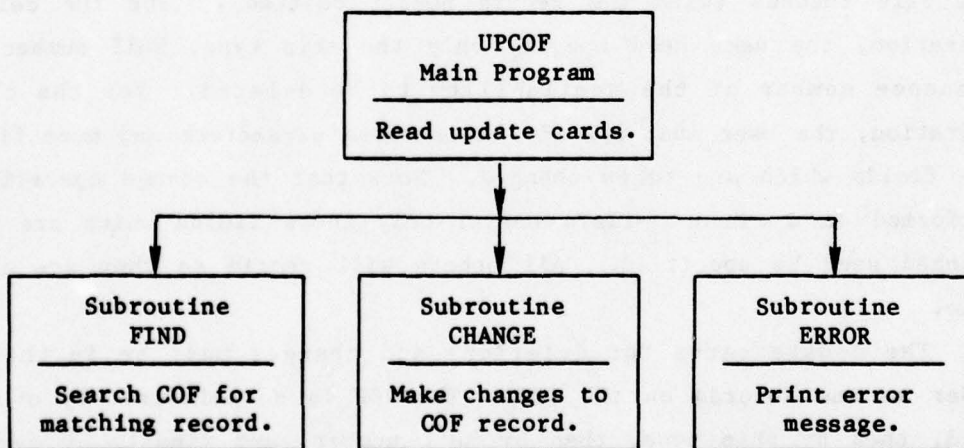 UPCOF
Main Program
Read update cards.
Subroutine
FIND
Search COF for
matching record.
Subroutine
CHANGE
Make changes to
COF record.
Subroutine
ERROR
Print error
message.